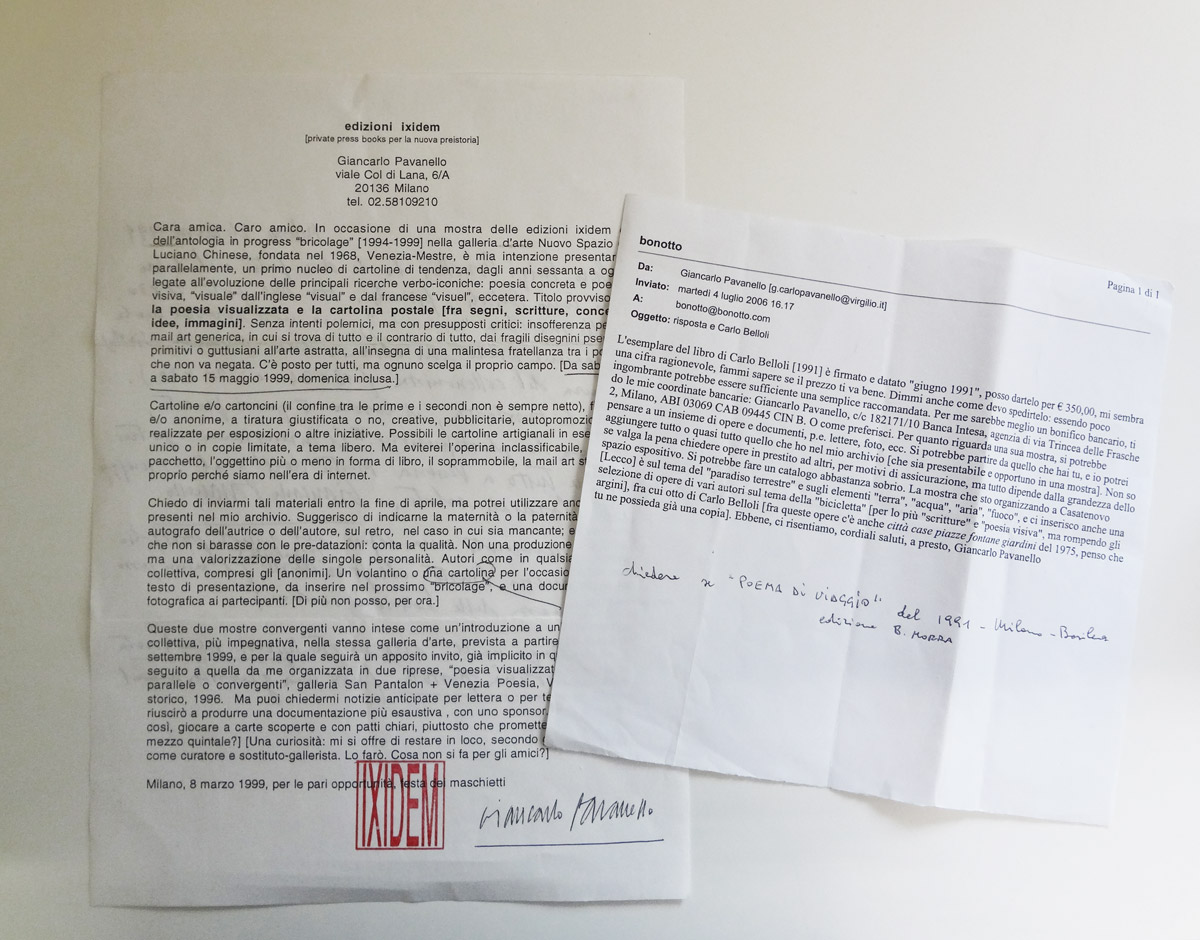 edizioni ixidem
[private press books per la nuova preistoria]
Giancarlo Pavanello
viale Col di Lana, 6/A
20136 Milano
tel. 02.58109210
Cara amica. Caro amico. In occasione di una mostra delle edizioni ixidem
dell'antologia in progress "bricolage" [1994-1999] nella galleria d'arte Nuovo Spazio
Luciano Chinese, fondata nel 1968, Venezia-Mestre, è mia intenzione presentar
parallelamente, un primo nucleo di cartoline di tendenza, dagli anni sessanta a og
legate all'evoluzione delle principali ricerche verbo-iconiche: poesia concreta e poe
visiva, "visuale" dall'inglese "visual" e dal francese "visuel", eccetera. Titolo provviso
la poesia visualizzata e la cartolina postale [fra segni, scritture, conce
idee, immagini]. Senza intenti polemici, ma con presupposti critici: insofferenza pe
mail art generica, in cui si trova di tutto e il contrario di tutto, dai fragili disegnini pse
primitivi o guttusiani all'arte astratta, all'insegna di una malintesa fratellanza tra i po
che non va negata. C'è posto per tutti, ma ognuno scelga il proprio campo. [Da sab
a sabato 15 maggio 1999, domenica inclusa.]
Cartoline e/o cartoncini (il confine tra le prime e i secondi non è sempre netto),
e/o anonime, a tiratura giustificata o no, creative, pubblicitarie, autopromozio
realizzate per esposizioni o altre iniziative. Possibili le cartoline artigianali in ese
unico o in copie limitate, a tema libero. Ma eviterei l'opera inclassificabile,
pacchetto, l'oggettino più o meno in forma di libro, il soprammobile, la mail art st
proprio perché siamo nell'era di internet.
Chiedo di inviarmi tali materiali entro la fine di aprile, ma potrei utilizzare anc
presenti nel mio archivio. Suggerisco di indicarne la maternità o la paternità
autografo dell'autrice o dell'autore, sul retro, nel caso in cui sia mancante; e
che non si barasse con le pre-datazioni: conta la qualità. Non una produzione
ma una valorizzazione delle singole personalità. Autori come in qualsia
collettiva, compresi gli [anonimi]. Un volantino o una cartolina per l'occasio
testo di presentazione, da inserire nel prossimo "bricolage", e una docu
fotografica ai partecipanti. [Di più non posso, per ora.]
Queste due mostre convergenti vanno intese come un'introduzione a un
collettiva, più impegnativa, nella stessa galleria d'arte, prevista a partire
settembre 1999, e per la quale seguirà un apposito invito, già implicito in q
seguito a quella da me organizzata in due riprese, "poesia visualizzat
parallele o convergenti", galleria San Pantalon + Venezia Poesia, V
storico, 1996. Ma puoi chiedermi notizie anticipate per lettera o per te
riuscirò a produrre una documentazione più esaustiva , con uno sponsor,
così, giocare a carte scoperte e con patti chiari, piuttosto che promette
mezzo quintale?] [Una curiosità: mi si offre di restare in loco, secondo
come curatore e sostituto-gallerista. Lo farò. Cosa non si fa per gli amici?]
Milano, 8 marzo 1999, per le pari opportunità, festa dei maschietti
IXIDEM
Giancarlo Pavanello
bonotto
Pagina 1 di 1
Da: Giancarlo Pavanello [g.carlopavanello@virgilio.it]
Inviato: martedì 4 luglio 2006 16.17
A: bonotto@bonotto.com
Oggetto: risposta e Carlo Belloli
L'esemplare del libro di Carlo Belloli [1991] è firmato e datato "giugno 1991", posso dartelo per € 350,00, mi sembra
una cifra ragionevole, fammi sapere se il prezzo ti va bene. Dimmi anche come devo spedirtelo: essendo poco
ingombrante potrebbe essere sufficiente una semplice raccomandata. Per me sarebbe meglio un bonifico bancario, ti
do le mie coordinate bancarie: Giancarlo Pavanello, c/c 182171/10 Banca Intesa, agenzia di via Trincea delle Frasche
2, Milano, ABI 03069 CAB 09445 CIN B. O come preferisci. Per quanto riguarda una sua mostra, si potrebbe
pensare a un insieme di opere e documenti, p.e. lettere, foto, ecc. Si potrebbe partire da quello che hai tu, e io potrei
aggiungere tutto o quasi tutto quello che ho nel mio archivio [che sia presentabile e opportuno in una mostra]. Non so
se valga la pena chiedere opere in prestito ad altri, per motivi di assicurazione, ma tutto dipende dalla grandezza dello
spazio espositivo. Si potrebbe fare un catalogo abbastanza sobrio. La mostra che sto organizzando a Casatenovo
[Lecco] è sul tema del "paradiso terrestre" e sugli elementi "terra", "acqua", "aria", "fuoco", e ci inserisco anche una
selezione di opere di vari autori sul tema della "bicicletta" [per lo più "scritture" e "poesia visiva", ma rompendo gli
argini], fra cui otto di Carlo Belloli [fra queste opere c'è anche città case piazze fontane giardini del 1975, penso che
tu ne possieda già una copia]. Ebbene, ci risentiamo, cordiali saluti, a presto, Giancarlo Pavanello
chiedere se "POEMA DI VIAGGIO" del 1991 - Milano - Basilea
edizione B. MORRA